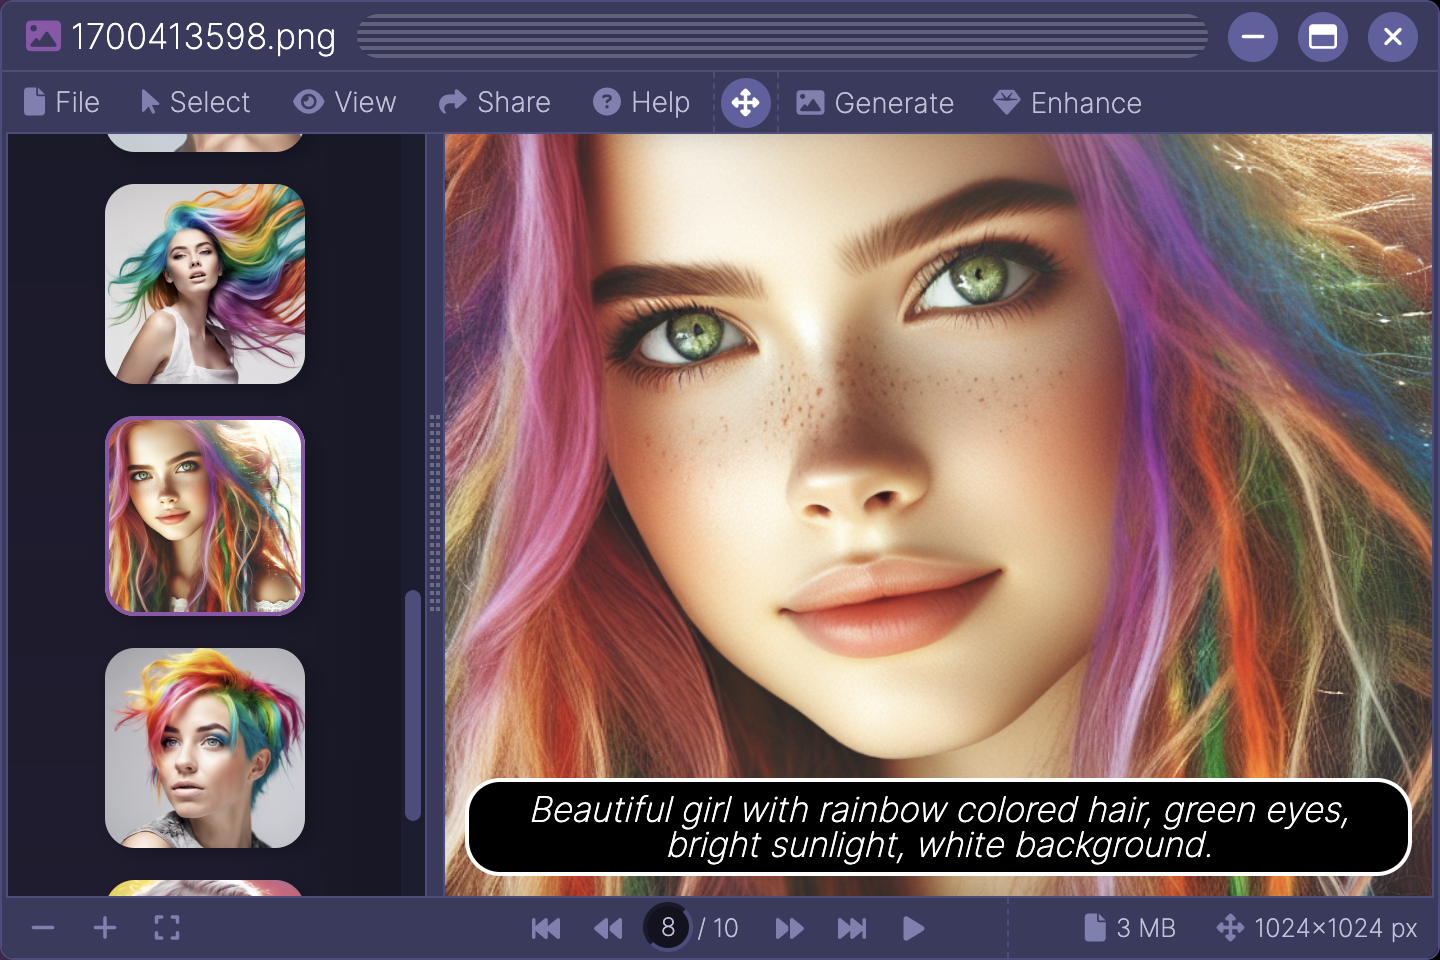 1700413598.png
File Select View Share Help Generate Enhance
Beautiful girl with rainbow colored hair, green eyes,
bright sunlight, white background.
8 / 10 3 MB 1024×1024 px